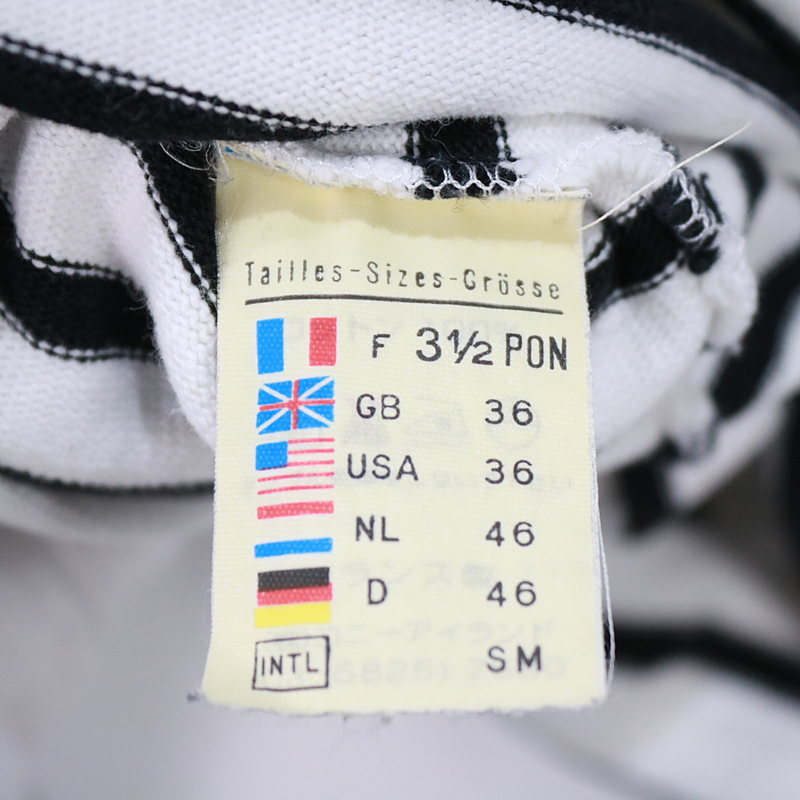 Tailles-Sizes-Grösse
F 3½ PON
GB 36
USA 36
NL 46
D 46
INTL SM